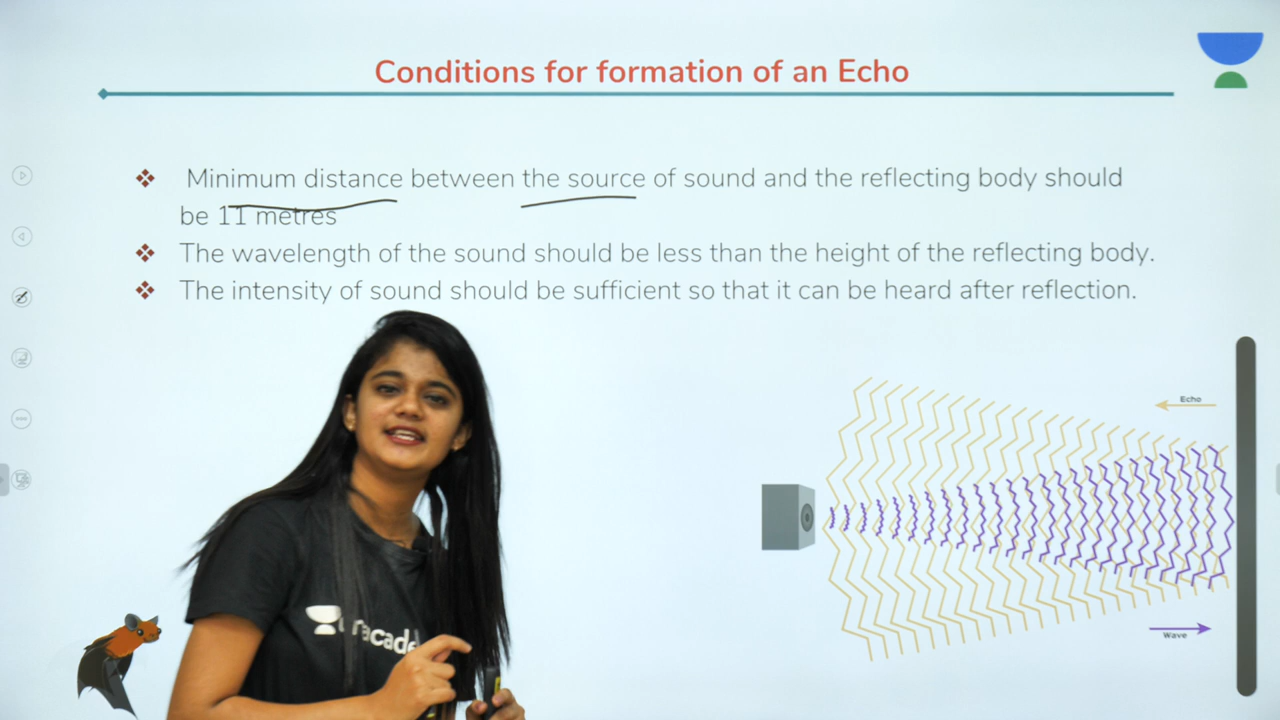 Conditions for formation of an Echo
❖ Minimum distance between the source of sound and the reflecting body should
be 11 metres
❖ The wavelength of the sound should be less than the height of the reflecting body.
❖ The intensity of sound should be sufficient so that it can be heard after reflection.
Echo
Wave